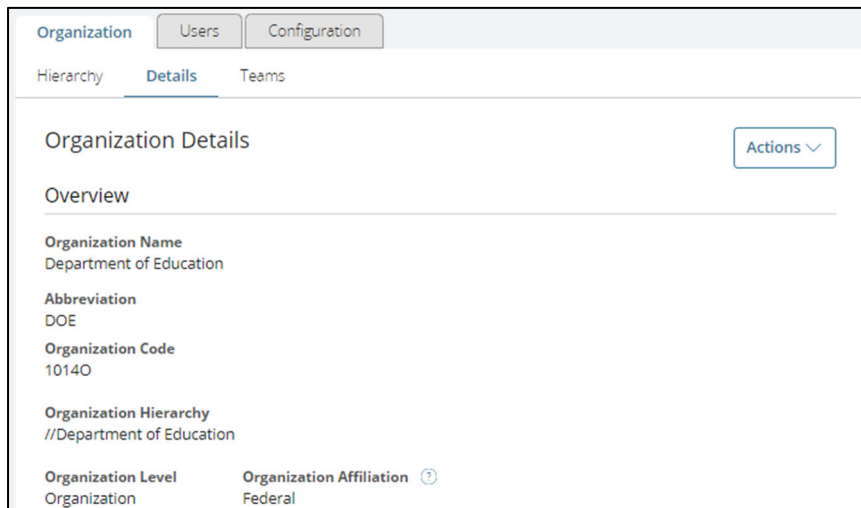 Organization Users Configuration
Hierarchy Details Teams
Organization Details
Actions
Overview
Organization Name
Department of Education
Abbreviation
DOE
Organization Code
1014O
Organization Hierarchy
//Department of Education
Organization Level Organization Affiliation ?
Organization Federal